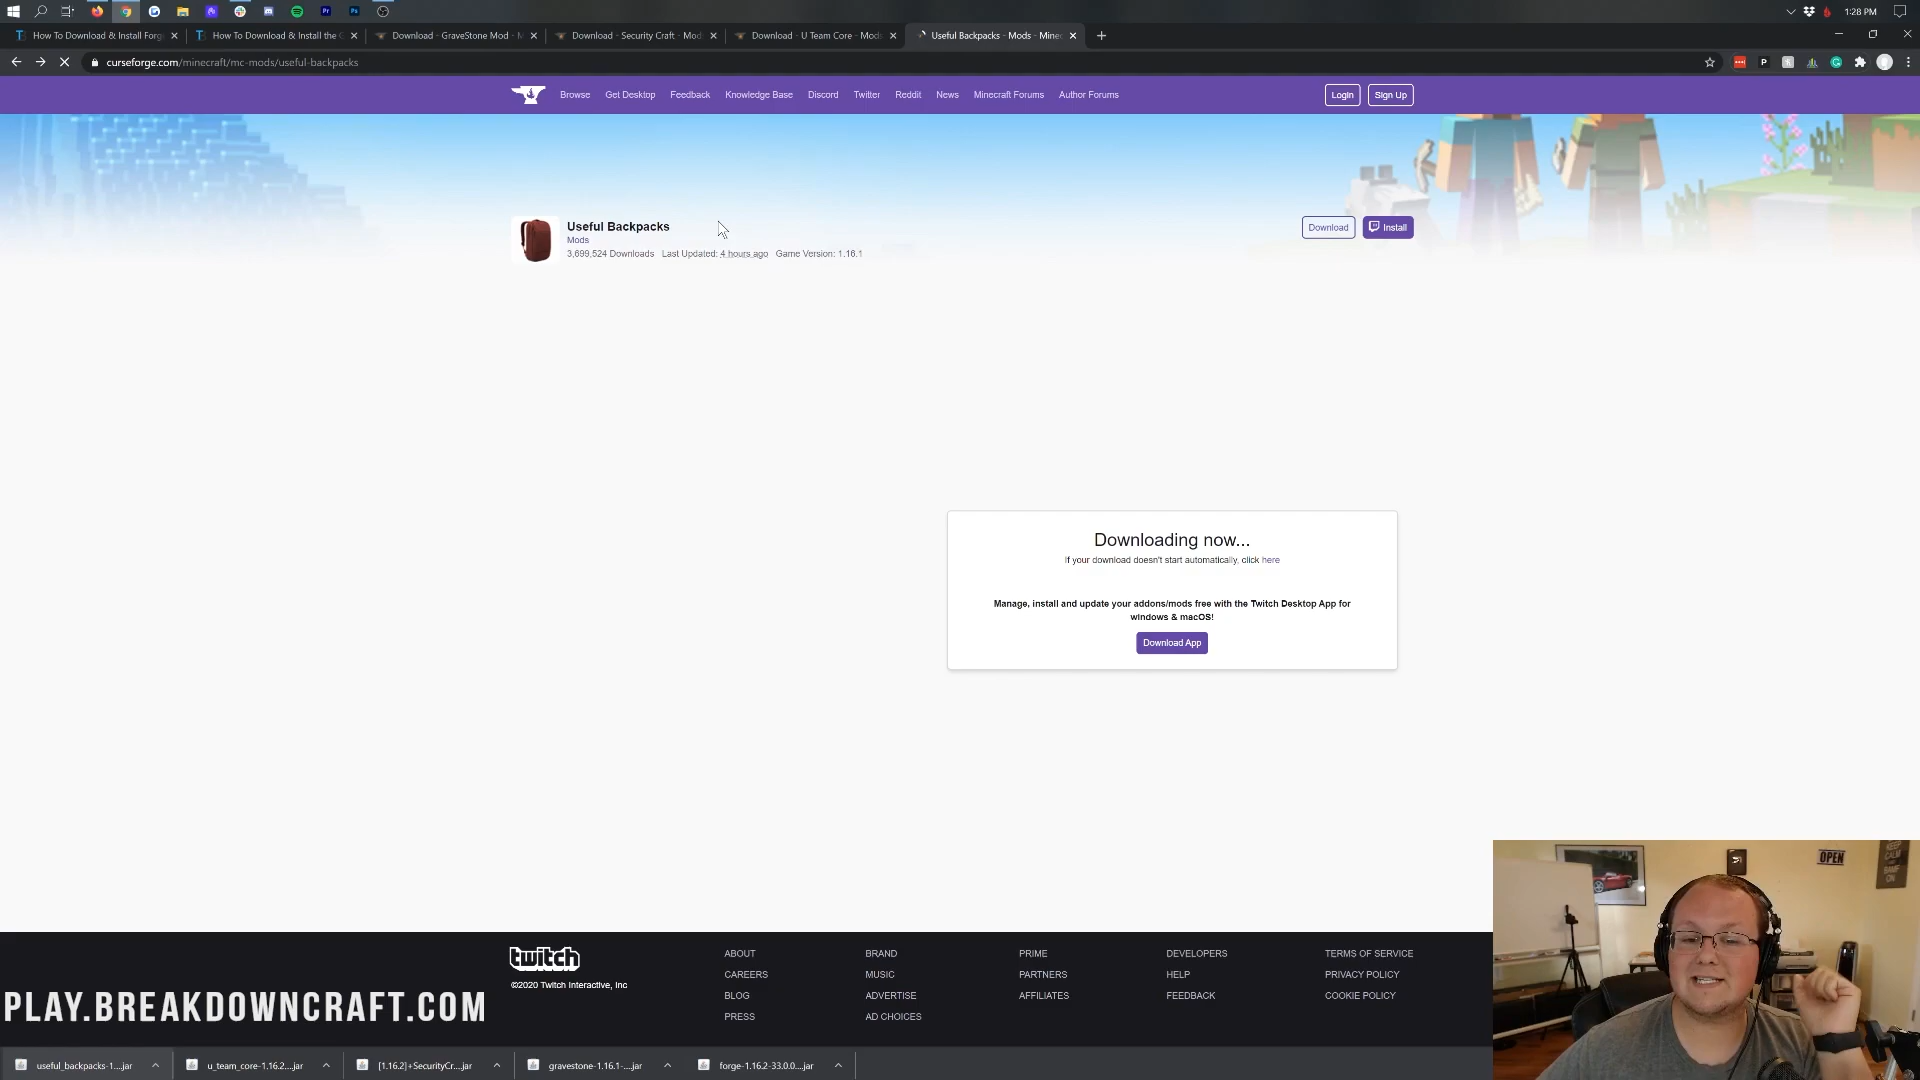 1:28 PM
How To Download & Install Forg
How To Download & Install the G
Download - GraveStone Mod - M
Download - Security Craft - Mod
Download - U Team Core - Mods
Useful Backpacks - Mods - Minec
curseforge.com/minecraft/mc-mods/useful-backpacks
Browse Get Desktop Feedback Knowledge Base Discord Twitter Reddit News Minecraft Forums Author Forums Login Sign Up
Useful Backpacks
Mods
3,699,524 Downloads Last Updated: 4 hours ago Game Version: 1.16.1
Download Install
Downloading now...
If your download doesn't start automatically, click here
Manage, install and update your addons/mods free with the Twitch Desktop App for
windows & macOS!
Download App
OPEN
KEEP
CALM
twitch
©2020 Twitch Interactive, Inc
ABOUT BRAND PRIME DEVELOPERS TERMS OF SERVICE
CAREERS MUSIC PARTNERS HELP PRIVACY POLICY
BLOG ADVERTISE AFFILIATES FEEDBACK COOKIE POLICY
PRESS AD CHOICES
PLAY.BREAKDOWNCRAFT.COM
useful_backpacks-1....jar
u_team_core-1.16.2....jar
[1.16.2]+SecurityCr....jar
gravestone-1.16.1-....jar
forge-1.16.2-33.0.0....jar